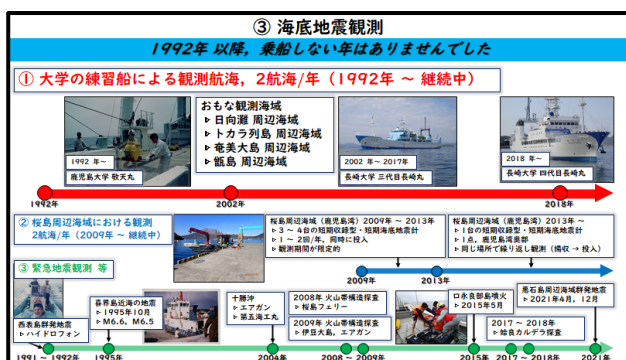 ③ 海底地震観測
1992年 以降，乗船しない年はありませんでした
① 大学の練習船による観測航海，2航海/年（1992年 ～ 継続中）
おもな観測海域
▹ 日向灘 周辺海域
▹ トカラ列島 周辺海域
▹ 奄美大島 周辺海域
▹ 甑島 周辺海域
1992 年～
鹿児島大学 敬天丸
2002 年～ 2017年
長崎大学 三代目長崎丸
2018 年～
長崎大学 四代目長崎丸
1992年
2002年
2018年
② 桜島周辺海域における観測
2航海/年（2009年 ～ 継続中）
桜島周辺海域（鹿児島湾）2009年 ～ 2013年
▹ 3 ～ 4台の短期収録型・短期海底地震計
▹ 1 ～ 2回/年，同時に投入
▹ 観測期間が限定的
桜島周辺海域（鹿児島湾）2013年 ～
▹ 1台の短期収録型・短期海底地震計
▹ 1点，鹿児島湾奥部
▹ 同じ場所で繰り返し観測（揚収 → 投入）
2009年
2013年
③ 緊急地震観測 等
西表島群発地震
▹ ハイドロフォン
喜界島近海の地震
▹ 1995年10月
▹ M6.6, M6.5
十勝沖
▹ エアガン
▹ 第五海工丸
2008年 火山帯構造探査
▹ 桜島フェリー
2009年 火山帯構造探査
▹ 伊豆大島，エアガン
口永良部島噴火
▹ 2015年5月
2017 ～ 2018年
▹ 姶良カルデラ探査
悪石島周辺海域群発地震
▹ 2021年4月，12月
1991 ～ 1992年
1995年
2008 ～ 2009年
2015年
2017 ～ 2018年
2021年